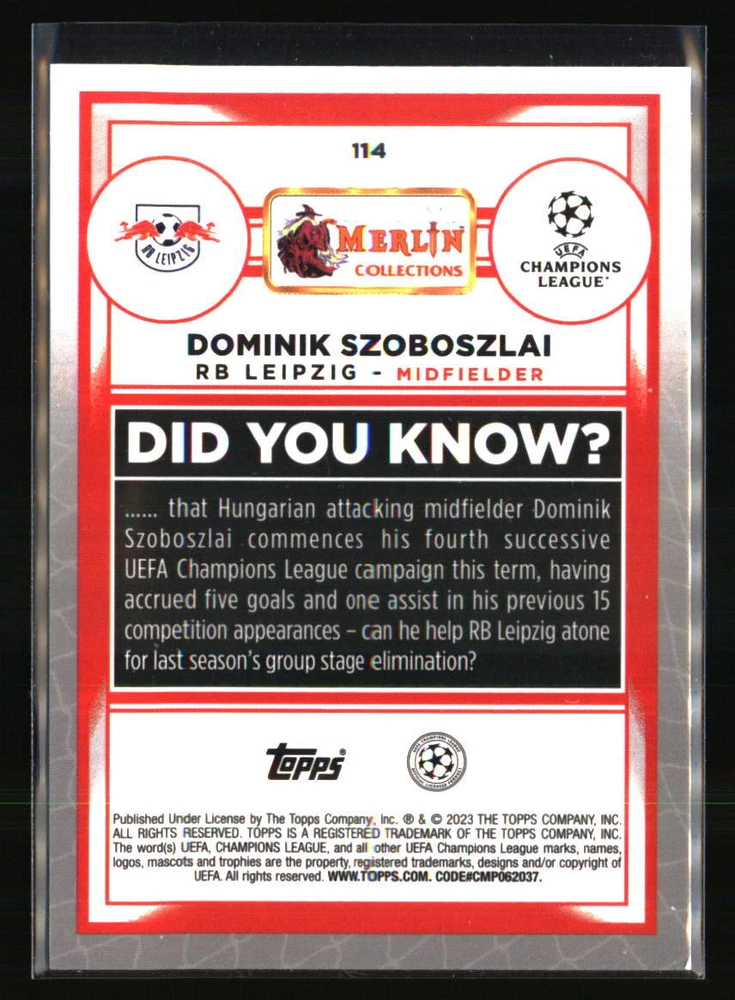 114
RB LEIPZIG
MERLIN
COLLECTIONS
UEFA
CHAMPIONS
LEAGUE
DOMINIK SZOBOSZLAI
RB LEIPZIG - MIDFIELDER
DID YOU KNOW?
...... that Hungarian attacking midfielder Dominik
Szoboszlai commences his fourth successive
UEFA Champions League campaign this term, having
accrued five goals and one assist in his previous 15
competition appearances – can he help RB Leipzig atone
for last season's group stage elimination?
Topps®
Published Under License by The Topps Company, Inc. ® & © 2023 THE TOPPS COMPANY, INC.
ALL RIGHTS RESERVED. TOPPS IS A REGISTERED TRADEMARK OF THE TOPPS COMPANY, INC.
The word(s) UEFA, CHAMPIONS LEAGUE, and all other UEFA Champions League marks, names,
logos, mascots and trophies are the property, registered trademarks, designs and/or copyright of
UEFA. All rights reserved. WWW.TOPPS.COM. CODE#CMP062037.